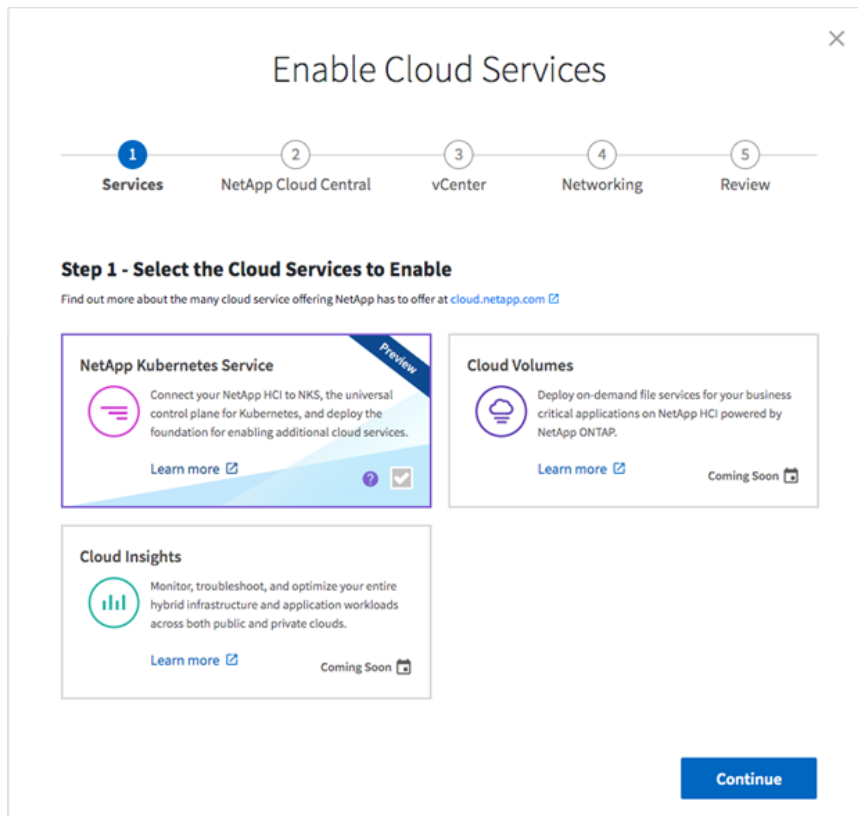 Enable Cloud Services
1
2
3
4
5
Services
NetApp Cloud Central
vCenter
Networking
Review
Step 1 - Select the Cloud Services to Enable
Find out more about the many cloud service offering NetApp has to offer at cloud.netapp.com
NetApp Kubernetes Service
Preview
Connect your NetApp HCI to NKS, the universal
control plane for Kubernetes, and deploy the
foundation for enabling additional cloud services.
Learn more
?
Cloud Volumes
Deploy on-demand file services for your business
critical applications on NetApp HCI powered by
NetApp ONTAP.
Learn more
Coming Soon
Cloud Insights
Monitor, troubleshoot, and optimize your entire
hybrid infrastructure and application workloads
across both public and private clouds.
Learn more
Coming Soon
Continue